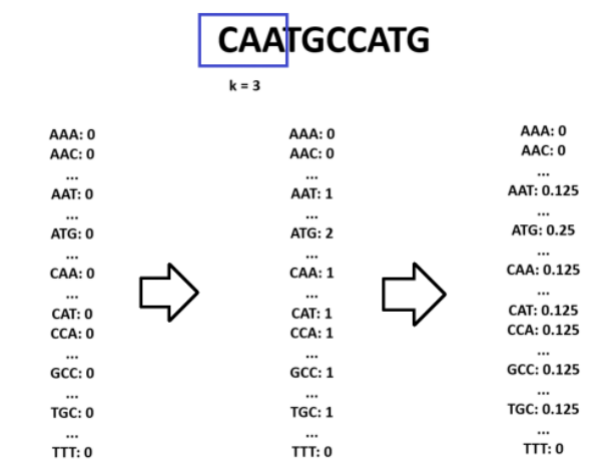 CAATGCCATG
k = 3
AAA: 0
AAC: 0
...
AAT: 0
...
ATG: 0
...
CAA: 0
...
CAT: 0
CCA: 0
...
GCC: 0
...
TGC: 0
...
TTT: 0
AAA: 0
AAC: 0
...
AAT: 1
...
ATG: 2
...
CAA: 1
...
CAT: 1
CCA: 1
...
GCC: 1
...
TGC: 1
...
TTT: 0
AAA: 0
AAC: 0
...
AAT: 0.125
...
ATG: 0.25
...
CAA: 0.125
...
CAT: 0.125
CCA: 0.125
...
GCC: 0.125
...
TGC: 0.125
...
TTT: 0